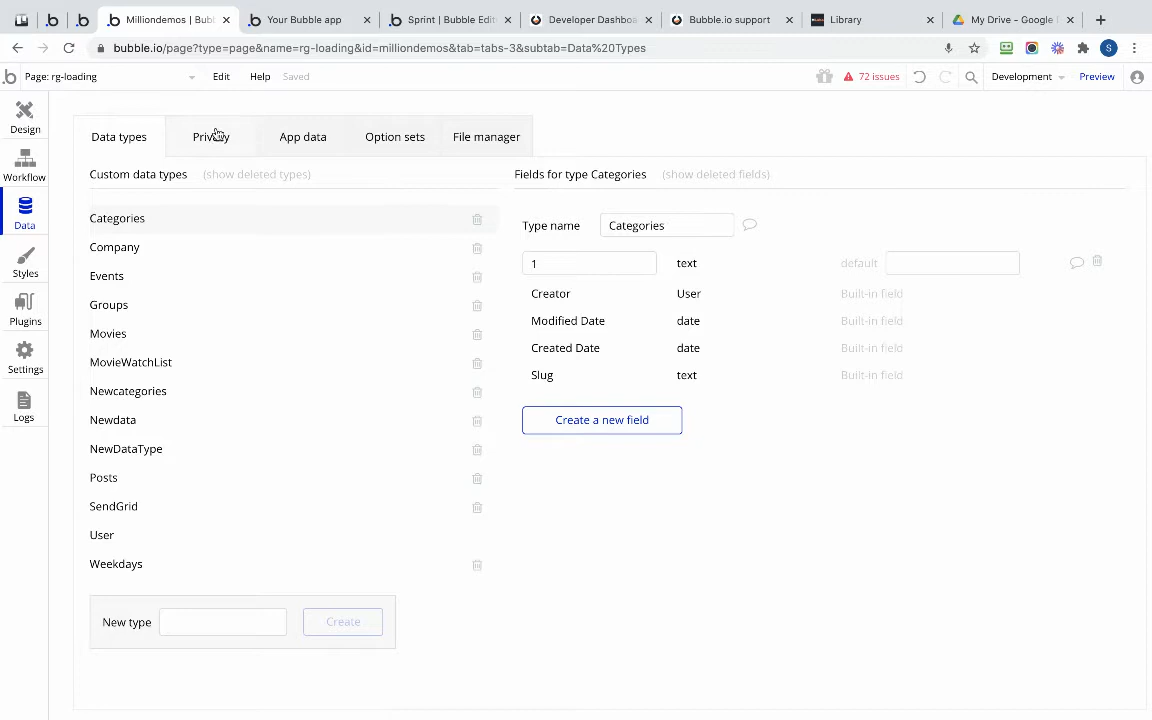 Milliondemos | Bubb
Your Bubble app
Sprint | Bubble Edit
Developer Dashboa
Bubble.io support
Library
My Drive - Google
bubble.io/page?type=page&name=rg-loading&id=milliondemos&tab=tabs-3&subtab=Data%20Types
S
Page: rg-loading
Edit
Help
Saved
72 issues
Development
Preview
Design
Workflow
Data
Styles
Plugins
Settings
Logs
Data types
Privacy
App data
Option sets
File manager
Custom data types (show deleted types)
Categories
Company
Events
Groups
Movies
MovieWatchList
Newcategories
Newdata
NewDataType
Posts
SendGrid
User
Weekdays
New type
Create
Fields for type Categories (show deleted fields)
Type name Categories
1 text default
Creator User Built-in field
Modified Date date Built-in field
Created Date date Built-in field
Slug text Built-in field
Create a new field